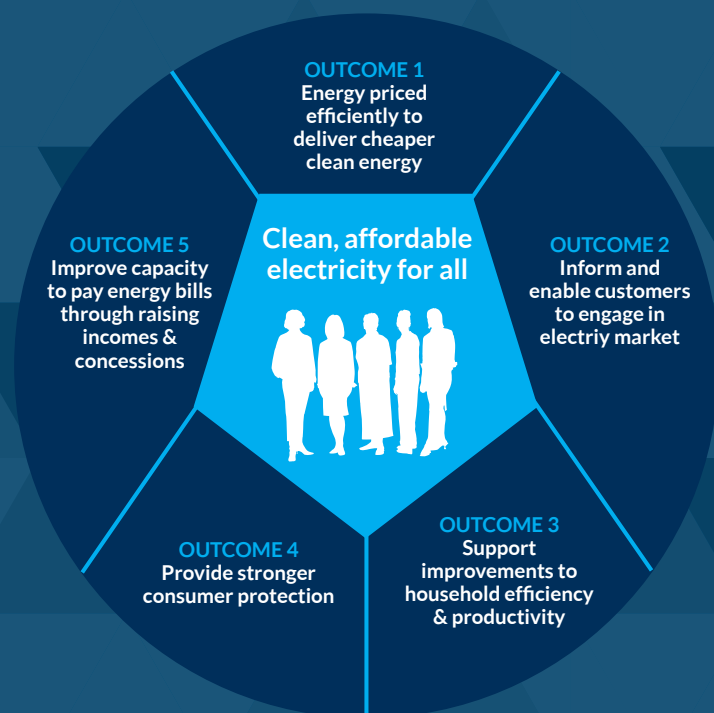 OUTCOME 1
Energy priced
efficiently to
deliver cheaper
clean energy
Clean, affordable
electricity for all
OUTCOME 2
Inform and
enable customers
to engage in
electriy market
OUTCOME 3
Support
improvements to
household efficiency
& productivity
OUTCOME 4
Provide stronger
consumer protection
OUTCOME 5
Improve capacity
to pay energy bills
through raising
incomes &
concessions